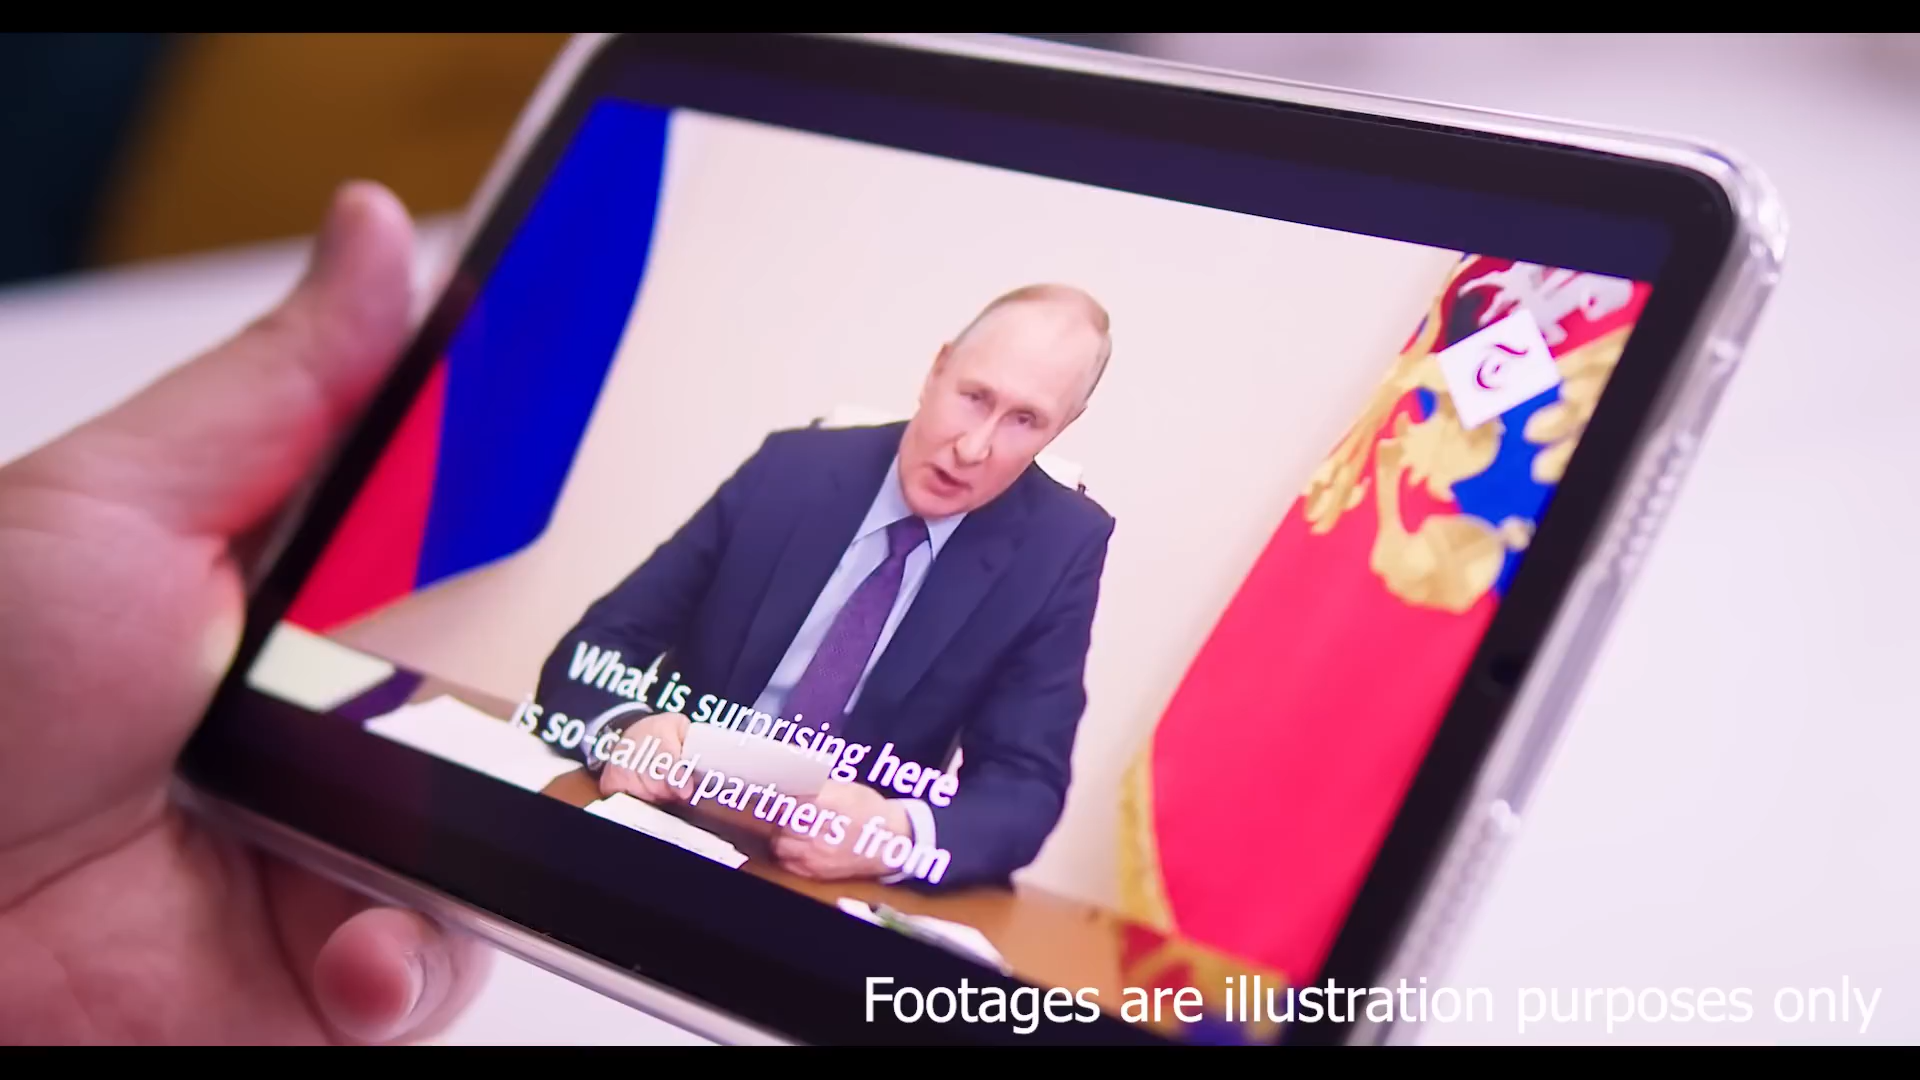 What is surprising here
is so-called partners from
Footages are illustration purposes only